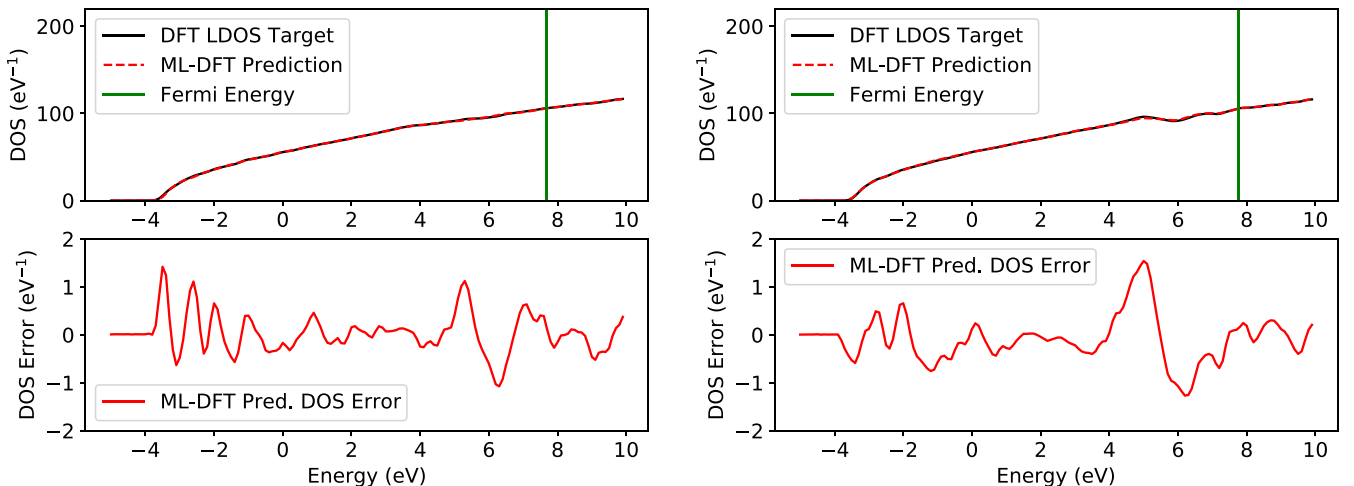 DOS (eV⁻¹)
200
100
0
DFT LDOS Target
ML-DFT Prediction
Fermi Energy
−4 −2 0 2 4 6 8 10
DOS Error (eV⁻¹)
2
1
0
−1
−2
ML-DFT Pred. DOS Error
−4 −2 0 2 4 6 8 10
Energy (eV)
DOS (eV⁻¹)
200
100
0
DFT LDOS Target
ML-DFT Prediction
Fermi Energy
−4 −2 0 2 4 6 8 10
DOS Error (eV⁻¹)
2
1
0
−1
−2
ML-DFT Pred. DOS Error
−4 −2 0 2 4 6 8 10
Energy (eV)